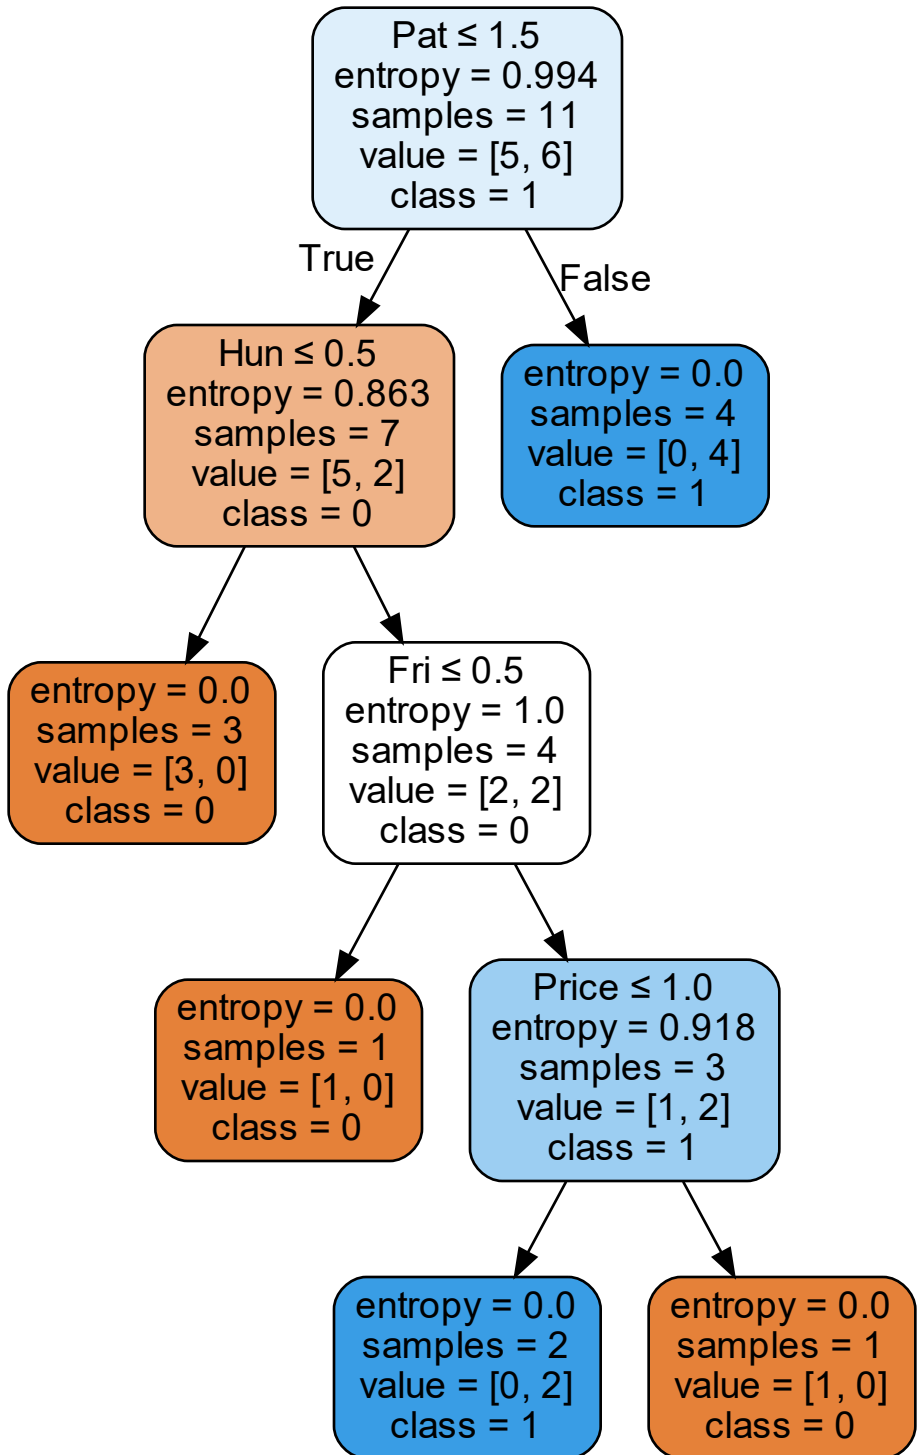 Pat ≤ 1.5
entropy = 0.994
samples = 11
value = [5, 6]
class = 1
True
False
Hun ≤ 0.5
entropy = 0.863
samples = 7
value = [5, 2]
class = 0
entropy = 0.0
samples = 4
value = [0, 4]
class = 1
entropy = 0.0
samples = 3
value = [3, 0]
class = 0
Fri ≤ 0.5
entropy = 1.0
samples = 4
value = [2, 2]
class = 0
entropy = 0.0
samples = 1
value = [1, 0]
class = 0
Price ≤ 1.0
entropy = 0.918
samples = 3
value = [1, 2]
class = 1
entropy = 0.0
samples = 2
value = [0, 2]
class = 1
entropy = 0.0
samples = 1
value = [1, 0]
class = 0